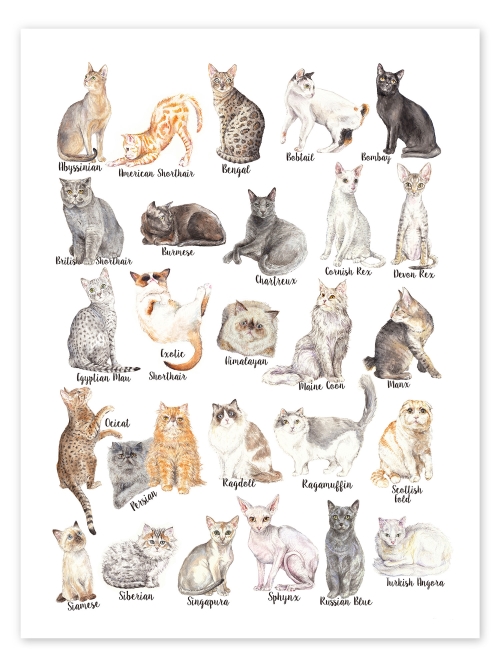 Abyssinian
American Shorthair
Bengal
Bobtail
Bombay
British Shorthair
Burmese
Chartreux
Cornish Rex
Devon Rex
Egyptian Mau
Exotic
Shorthair
Himalayan
Maine Coon
Manx
Ocicat
Persian
Ragdoll
Ragamuffin
Scottish
Fold
Siamese
Siberian
Singapura
Sphynx
Russian Blue
Turkish Angora